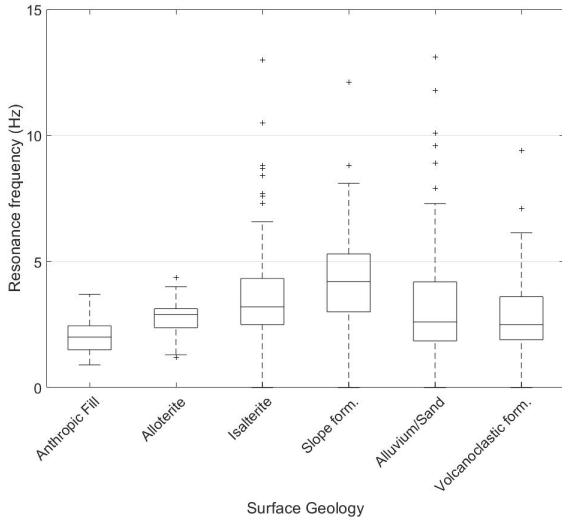 15
10
5
0
Resonance frequency (Hz)
Anthropic Fill
Alloterite
Isalterite
Slope form.
Alluvium/Sand
Volcanoclastic form.
Surface Geology